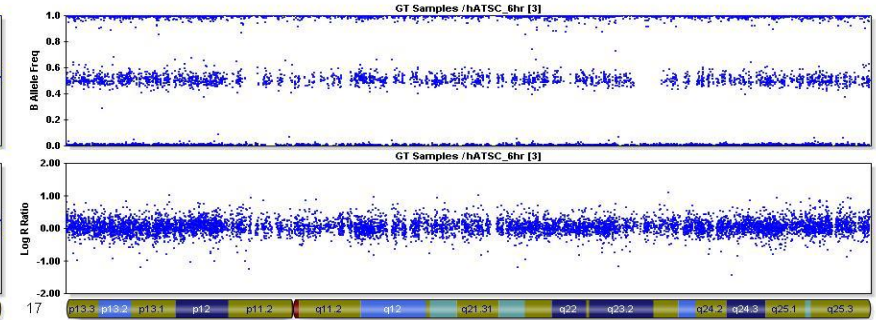 GT Samples /hATSC_6hr [3]
1.0
0.8
0.6
0.4
0.2
0.0
B Allele Freq
GT Samples /hATSC_6hr [3]
2.00
1.00
0.00
-1.00
-2.00
Log R Ratio
17 p13.3 p13.2 p13.1 p12 p11.2 q11.2 q12 q21.31 q22 q23.2 q24.2 q24.3 q25.1 q25.3